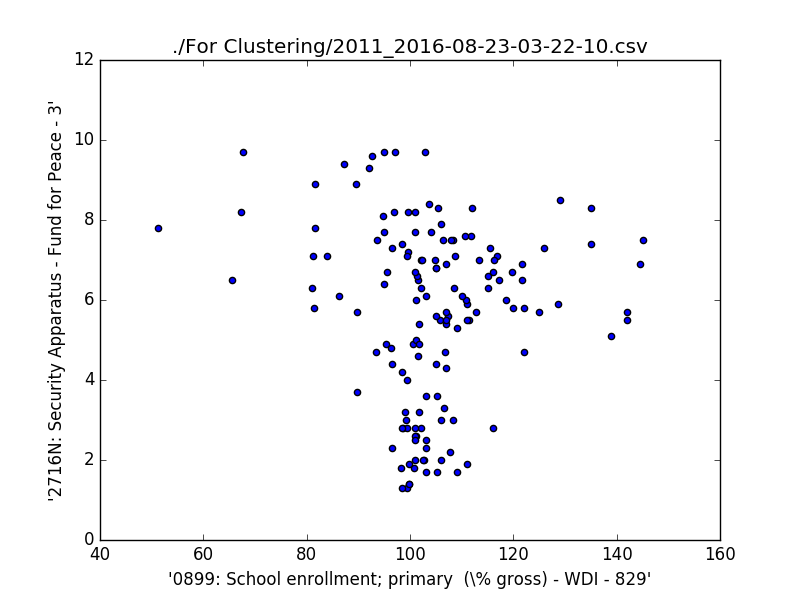 ./For Clustering/2011_2016-08-23-03-22-10.csv
12
10
8
6
4
2
0
'2716N: Security Apparatus - Fund for Peace - 3'
40 60 80 100 120 140 160
'0899: School enrollment; primary  (\% gross) - WDI - 829'